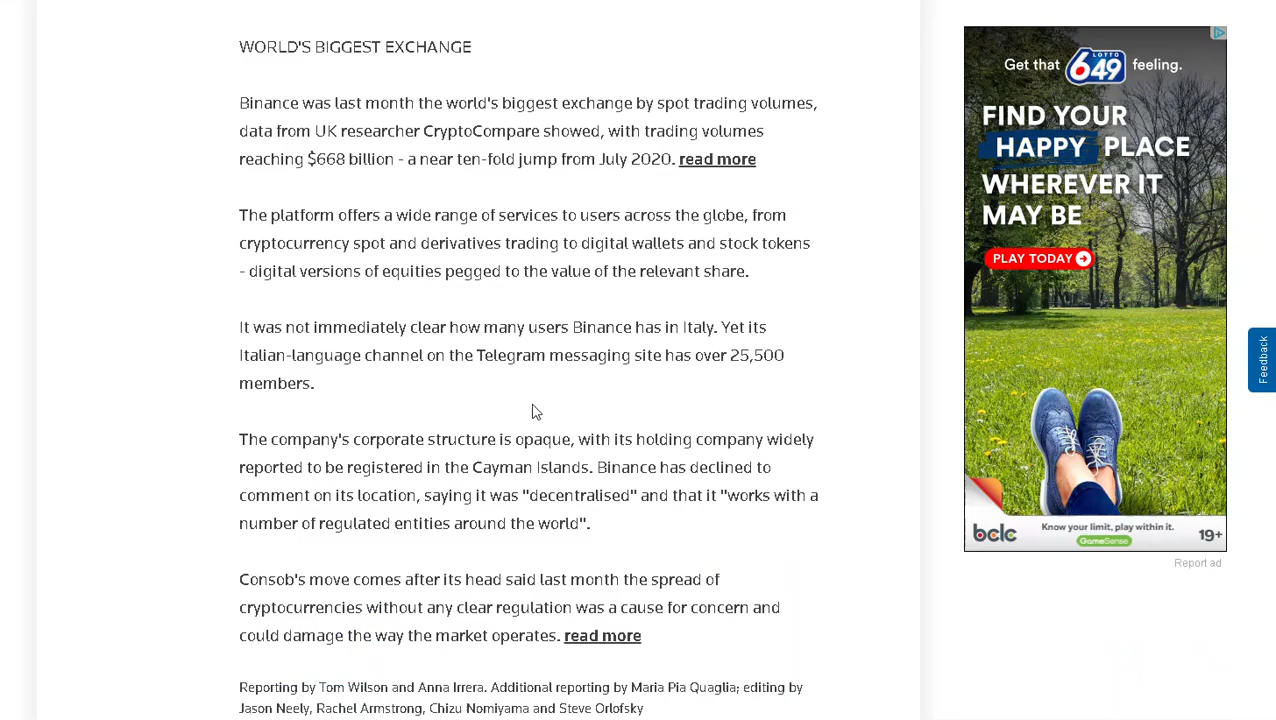 WORLD'S BIGGEST EXCHANGE
Binance was last month the world's biggest exchange by spot trading volumes,
data from UK researcher CryptoCompare showed, with trading volumes
reaching $668 billion - a near ten-fold jump from July 2020. read more
The platform offers a wide range of services to users across the globe, from
cryptocurrency spot and derivatives trading to digital wallets and stock tokens
- digital versions of equities pegged to the value of the relevant share.
It was not immediately clear how many users Binance has in Italy. Yet its
Italian-language channel on the Telegram messaging site has over 25,500
members.
The company's corporate structure is opaque, with its holding company widely
reported to be registered in the Cayman Islands. Binance has declined to
comment on its location, saying it was "decentralised" and that it "works with a
number of regulated entities around the world".
Consob's move comes after its head said last month the spread of
cryptocurrencies without any clear regulation was a cause for concern and
could damage the way the market operates. read more
Reporting by Tom Wilson and Anna Irrera. Additional reporting by Maria Pia Quaglia; editing by
Jason Neely, Rachel Armstrong, Chizu Nomiyama and Steve Orlofsky
Get that LOTTO 6/49 feeling.
FIND YOUR
HAPPY PLACE
WHEREVER IT
MAY BE
PLAY TODAY
bclc Know your limit, play within it. 19+
GameSense
Report ad
Feedback